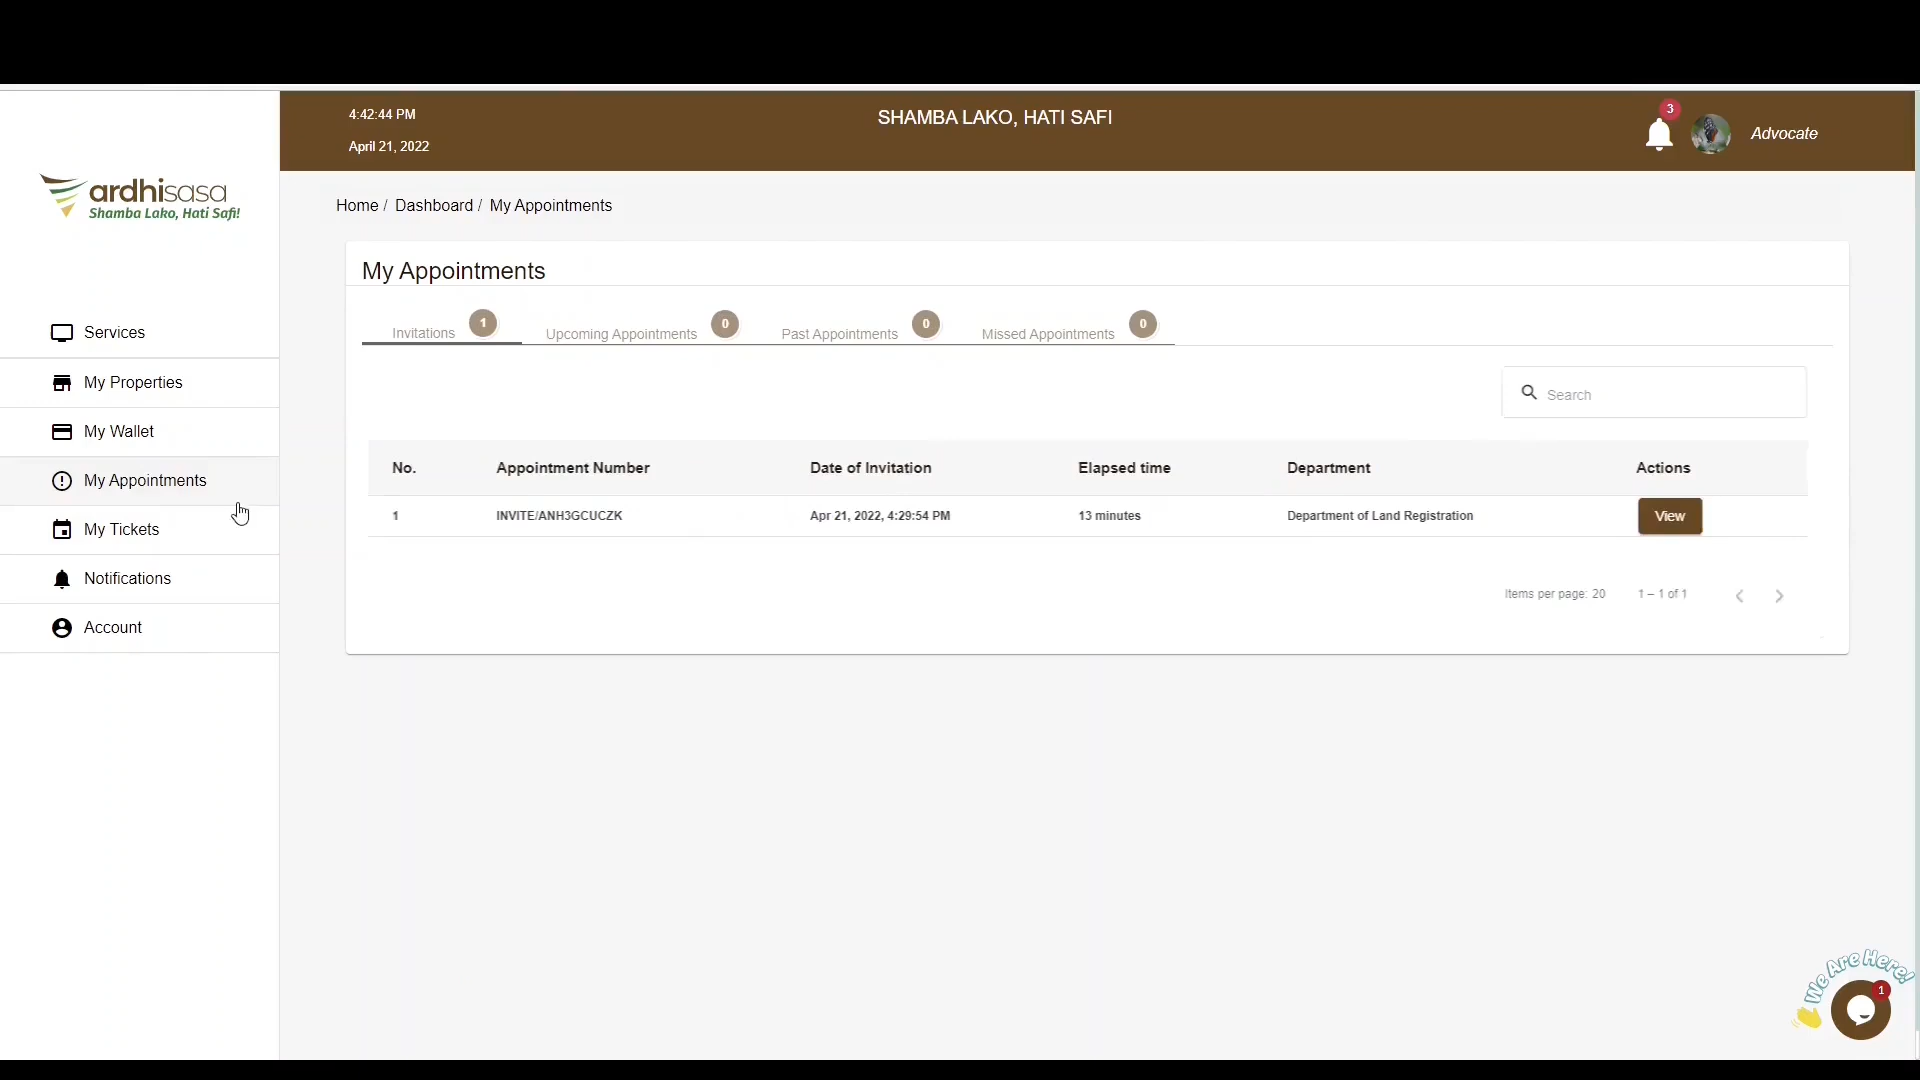 4:42:44 PM
SHAMBA LAKO, HATI SAFI
3
April 21, 2022
Advocate
ardhisasa
Shamba Lako, Hati Safi!
Home / Dashboard / My Appointments
My Appointments
Invitations 1 Upcoming Appointments 0 Past Appointments 0 Missed Appointments 0
Services
My Properties
My Wallet
My Appointments
My Tickets
Notifications
Account
Search
No. Appointment Number Date of Invitation Elapsed time Department Actions
1 INVITE/ANH3GCUCZK Apr 21, 2022, 4:29:54 PM 13 minutes Department of Land Registration View
Items per page: 20 1 – 1 of 1
We Are Here!
1